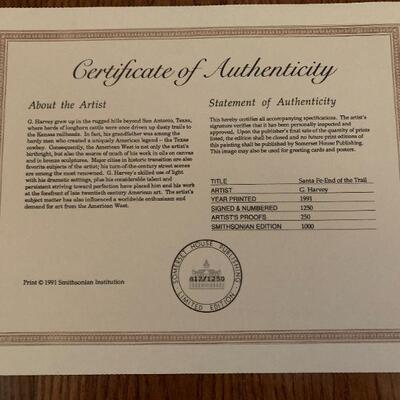 Certificate of Authenticity
About the Artist
G. Harvey grew up in the rugged hills beyond San Antonio, Texas,
where herds of longhorn cattle were once driven up dusty trails to
the Kansas railheads. In fact, his grandfather was among the
hardy men who created a uniquely American legend – the Texas
cowboy. Consequently, the American West is not only the artist's
birthright, but also the source of much of his work in oils on canvas
and in bronze sculptures. Major cities in historic transition are also
favorite subjects of the artist; his turn-of-the-century street scenes
are among the most renowned. G. Harvey's skilled use of
light with his dramatic settings, plus his considerable talent and
persistent striving toward perfection have placed him and his work
at the forefront of late twentieth century American art. The artist's
subject matter has also influenced a worldwide enthusiasm and
demand for art from the American West.
Statement of Authenticity
This hereby certifies all accompanying specifications. The artist's
signature verifies that it has been personally inspected and
approved. Upon the publisher's final sale of the quantity of prints
listed, the edition shall be closed and no future print editions of
this painting shall be published by Somerset House Publishing.
This image may also be used for greeting cards and posters.
TITLE Santa Fe-End of the Trail
ARTIST G. Harvey
YEAR PRINTED 1991
SIGNED & NUMBERED 1250
ARTIST'S PROOFS 250
SMITHSONIAN EDITION 1000
SOMERSET HOUSE PUBLISHING
812/1250
LIMITED EDITION
Print © 1991 Smithsonian Institution